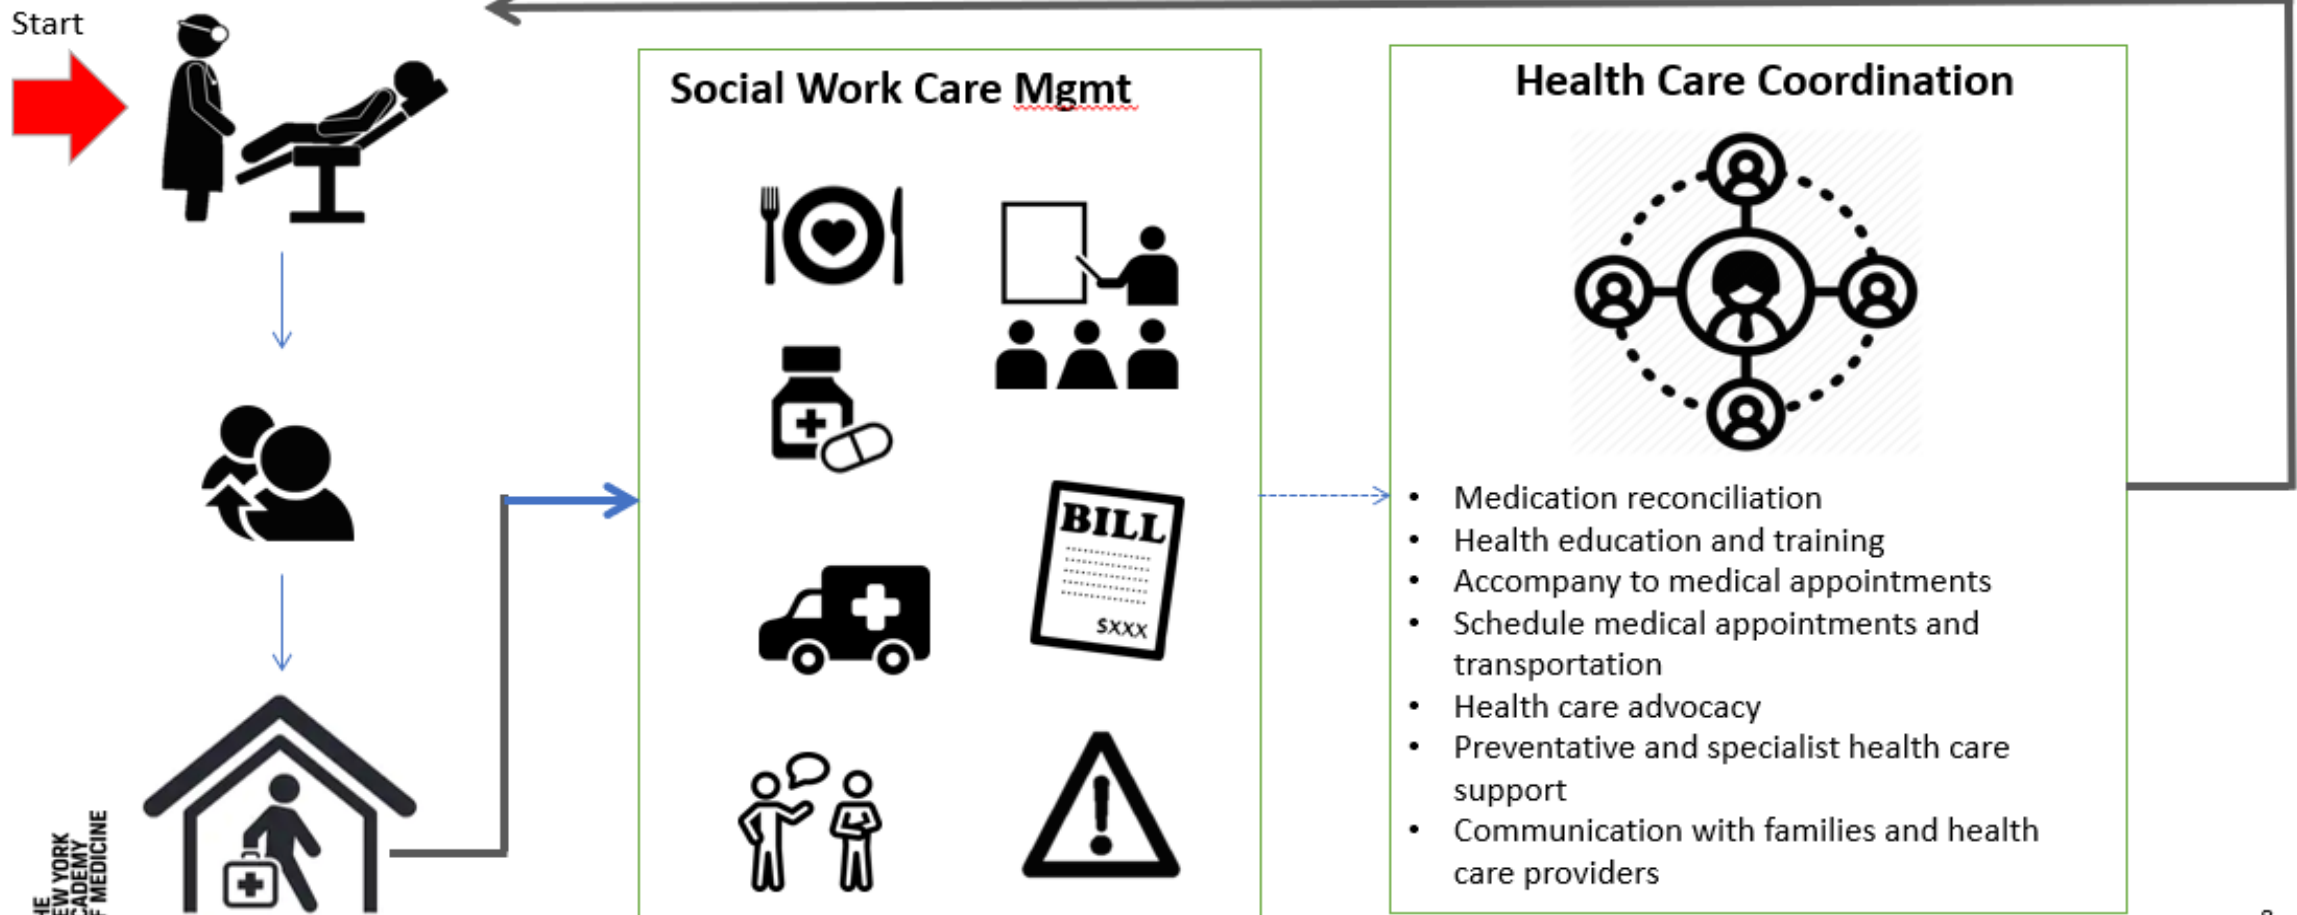 Start
Social Work Care Mgmt
BILL
$XXX
Health Care Coordination
• Medication reconciliation
• Health education and training
• Accompany to medical appointments
• Schedule medical appointments and
transportation
• Health care advocacy
• Preventative and specialist health care
support
• Communication with families and health
care providers
YORK
MEDICINE